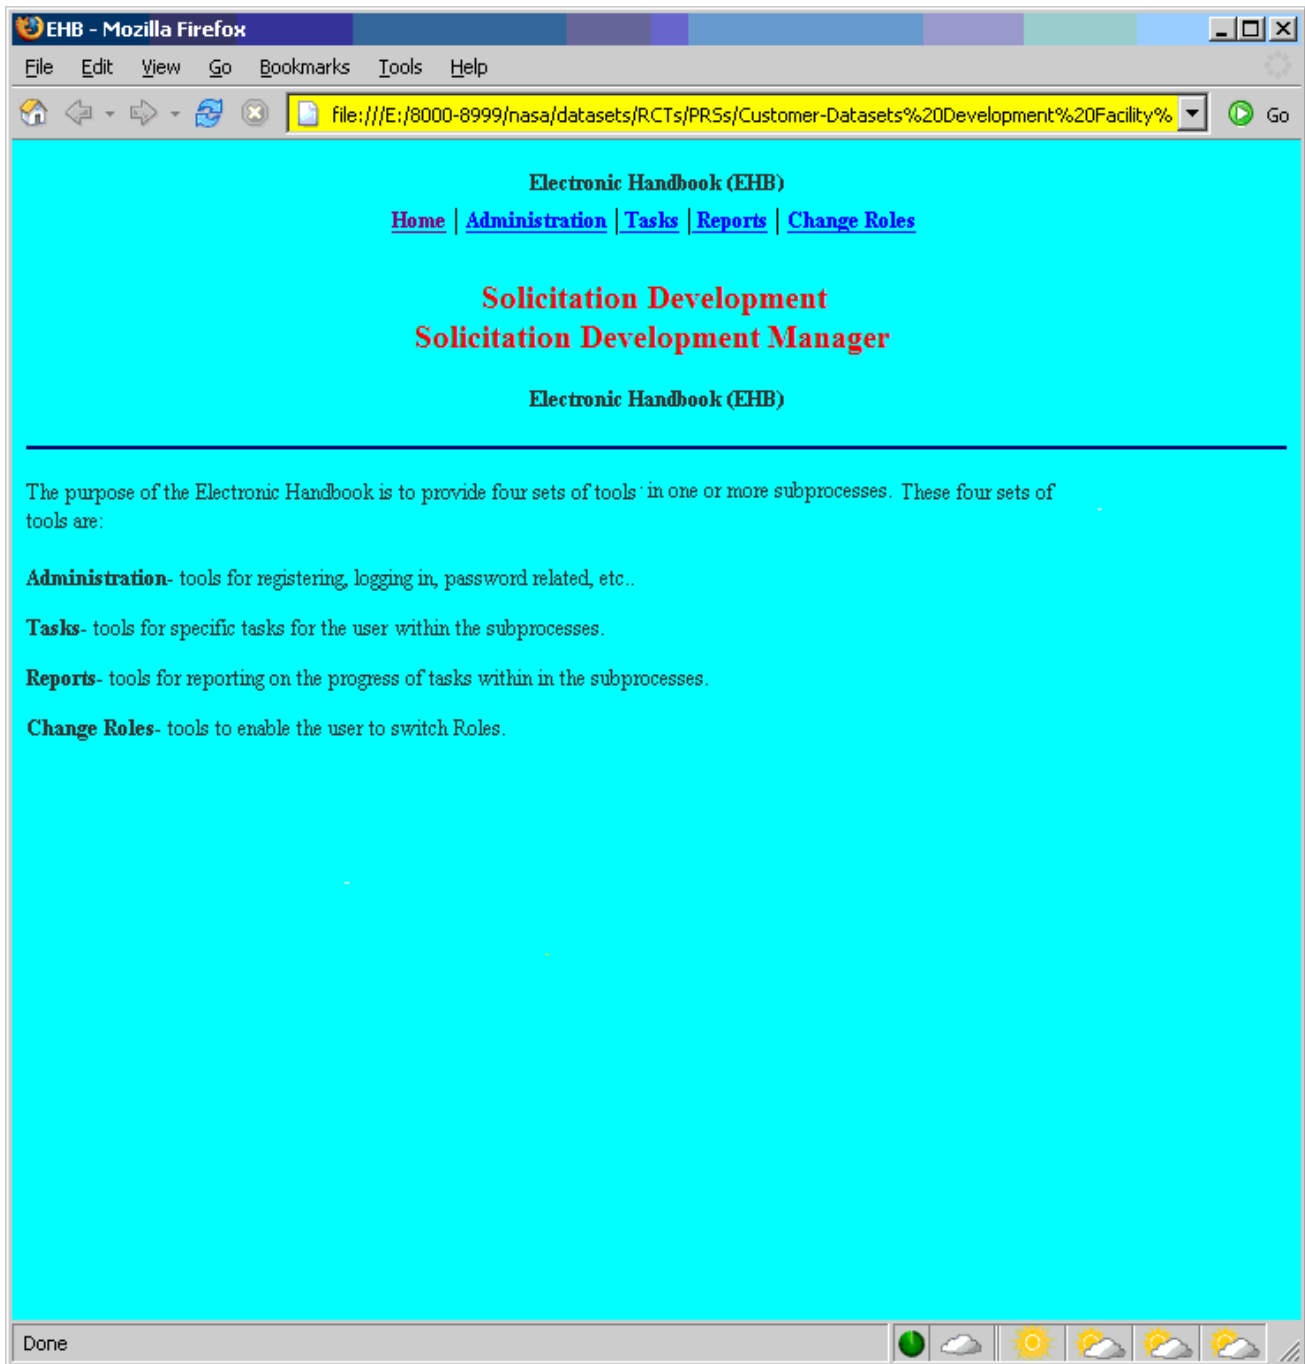 EHB - Mozilla Firefox
File Edit View Go Bookmarks Tools Help
file:///E:/8000-8999/nasa/datasets/RCTs/PRSs/Customer-Datasets%20Development%20Facility% Go
Electronic Handbook (EHB)
Home | Administration | Tasks | Reports | Change Roles
Solicitation Development
Solicitation Development Manager
Electronic Handbook (EHB)
The purpose of the Electronic Handbook is to provide four sets of tools in one or more subprocesses. These four sets of
tools are:
Administration- tools for registering, logging in, password related, etc..
Tasks- tools for specific tasks for the user within the subprocesses.
Reports- tools for reporting on the progress of tasks within in the subprocesses.
Change Roles- tools to enable the user to switch Roles.
Done